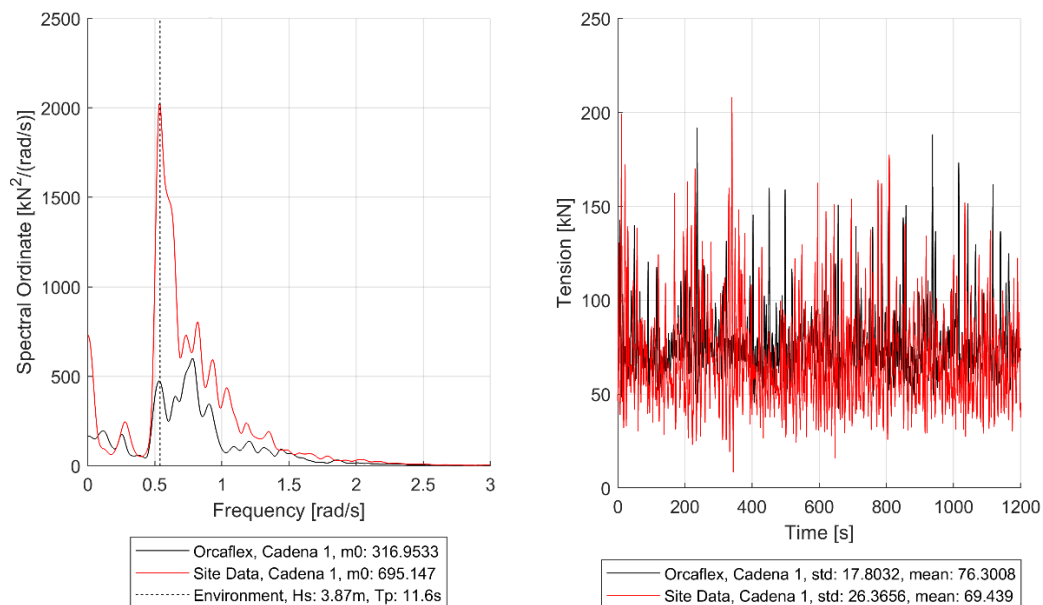 2500
2000
1500
1000
500
0
Spectral Ordinate [kN^2/(rad/s)]
0 0.5 1 1.5 2 2.5 3
Frequency [rad/s]
Orcaflex, Cadena 1, m0: 316.9533
Site Data, Cadena 1, m0: 695.147
Environment, Hs: 3.87m, Tp: 11.6s
250
200
150
100
50
0
Tension [kN]
0 200 400 600 800 1000 1200
Time [s]
Orcaflex, Cadena 1, std: 17.8032, mean: 76.3008
Site Data, Cadena 1, std: 26.3656, mean: 69.439